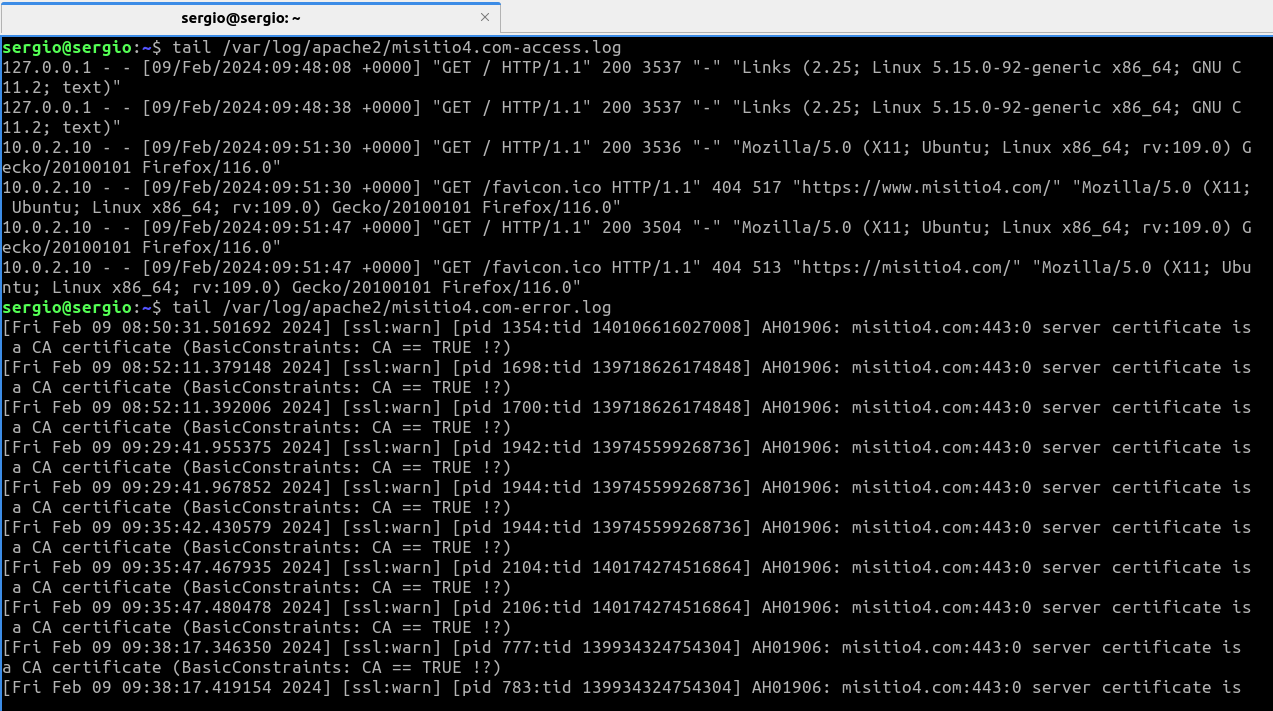 sergio@sergio: ~ ×
sergio@sergio:~$ tail /var/log/apache2/misitio4.com-access.log
127.0.0.1 - - [09/Feb/2024:09:48:08 +0000] "GET / HTTP/1.1" 200 3537 "-" "Links (2.25; Linux 5.15.0-92-generic x86_64; GNU C
11.2; text)"
127.0.0.1 - - [09/Feb/2024:09:48:38 +0000] "GET / HTTP/1.1" 200 3537 "-" "Links (2.25; Linux 5.15.0-92-generic x86_64; GNU C
11.2; text)"
10.0.2.10 - - [09/Feb/2024:09:51:30 +0000] "GET / HTTP/1.1" 200 3536 "-" "Mozilla/5.0 (X11; Ubuntu; Linux x86_64; rv:109.0) G
ecko/20100101 Firefox/116.0"
10.0.2.10 - - [09/Feb/2024:09:51:30 +0000] "GET /favicon.ico HTTP/1.1" 404 517 "https://www.misitio4.com/" "Mozilla/5.0 (X11;
 Ubuntu; Linux x86_64; rv:109.0) Gecko/20100101 Firefox/116.0"
10.0.2.10 - - [09/Feb/2024:09:51:47 +0000] "GET / HTTP/1.1" 200 3504 "-" "Mozilla/5.0 (X11; Ubuntu; Linux x86_64; rv:109.0) G
ecko/20100101 Firefox/116.0"
10.0.2.10 - - [09/Feb/2024:09:51:47 +0000] "GET /favicon.ico HTTP/1.1" 404 513 "https://misitio4.com/" "Mozilla/5.0 (X11; Ubu
ntu; Linux x86_64; rv:109.0) Gecko/20100101 Firefox/116.0"
sergio@sergio:~$ tail /var/log/apache2/misitio4.com-error.log
[Fri Feb 09 08:50:31.501692 2024] [ssl:warn] [pid 1354:tid 140106616027008] AH01906: misitio4.com:443:0 server certificate is
 a CA certificate (BasicConstraints: CA == TRUE !?)
[Fri Feb 09 08:52:11.379148 2024] [ssl:warn] [pid 1698:tid 139718626174848] AH01906: misitio4.com:443:0 server certificate is
 a CA certificate (BasicConstraints: CA == TRUE !?)
[Fri Feb 09 08:52:11.392006 2024] [ssl:warn] [pid 1700:tid 139718626174848] AH01906: misitio4.com:443:0 server certificate is
 a CA certificate (BasicConstraints: CA == TRUE !?)
[Fri Feb 09 09:29:41.955375 2024] [ssl:warn] [pid 1942:tid 139745599268736] AH01906: misitio4.com:443:0 server certificate is
 a CA certificate (BasicConstraints: CA == TRUE !?)
[Fri Feb 09 09:29:41.967852 2024] [ssl:warn] [pid 1944:tid 139745599268736] AH01906: misitio4.com:443:0 server certificate is
 a CA certificate (BasicConstraints: CA == TRUE !?)
[Fri Feb 09 09:35:42.430579 2024] [ssl:warn] [pid 1944:tid 139745599268736] AH01906: misitio4.com:443:0 server certificate is
 a CA certificate (BasicConstraints: CA == TRUE !?)
[Fri Feb 09 09:35:47.467935 2024] [ssl:warn] [pid 2104:tid 140174274516864] AH01906: misitio4.com:443:0 server certificate is
 a CA certificate (BasicConstraints: CA == TRUE !?)
[Fri Feb 09 09:35:47.480478 2024] [ssl:warn] [pid 2106:tid 140174274516864] AH01906: misitio4.com:443:0 server certificate is
 a CA certificate (BasicConstraints: CA == TRUE !?)
[Fri Feb 09 09:38:17.346350 2024] [ssl:warn] [pid 777:tid 139934324754304] AH01906: misitio4.com:443:0 server certificate is
a CA certificate (BasicConstraints: CA == TRUE !?)
[Fri Feb 09 09:38:17.419154 2024] [ssl:warn] [pid 783:tid 139934324754304] AH01906: misitio4.com:443:0 server certificate is